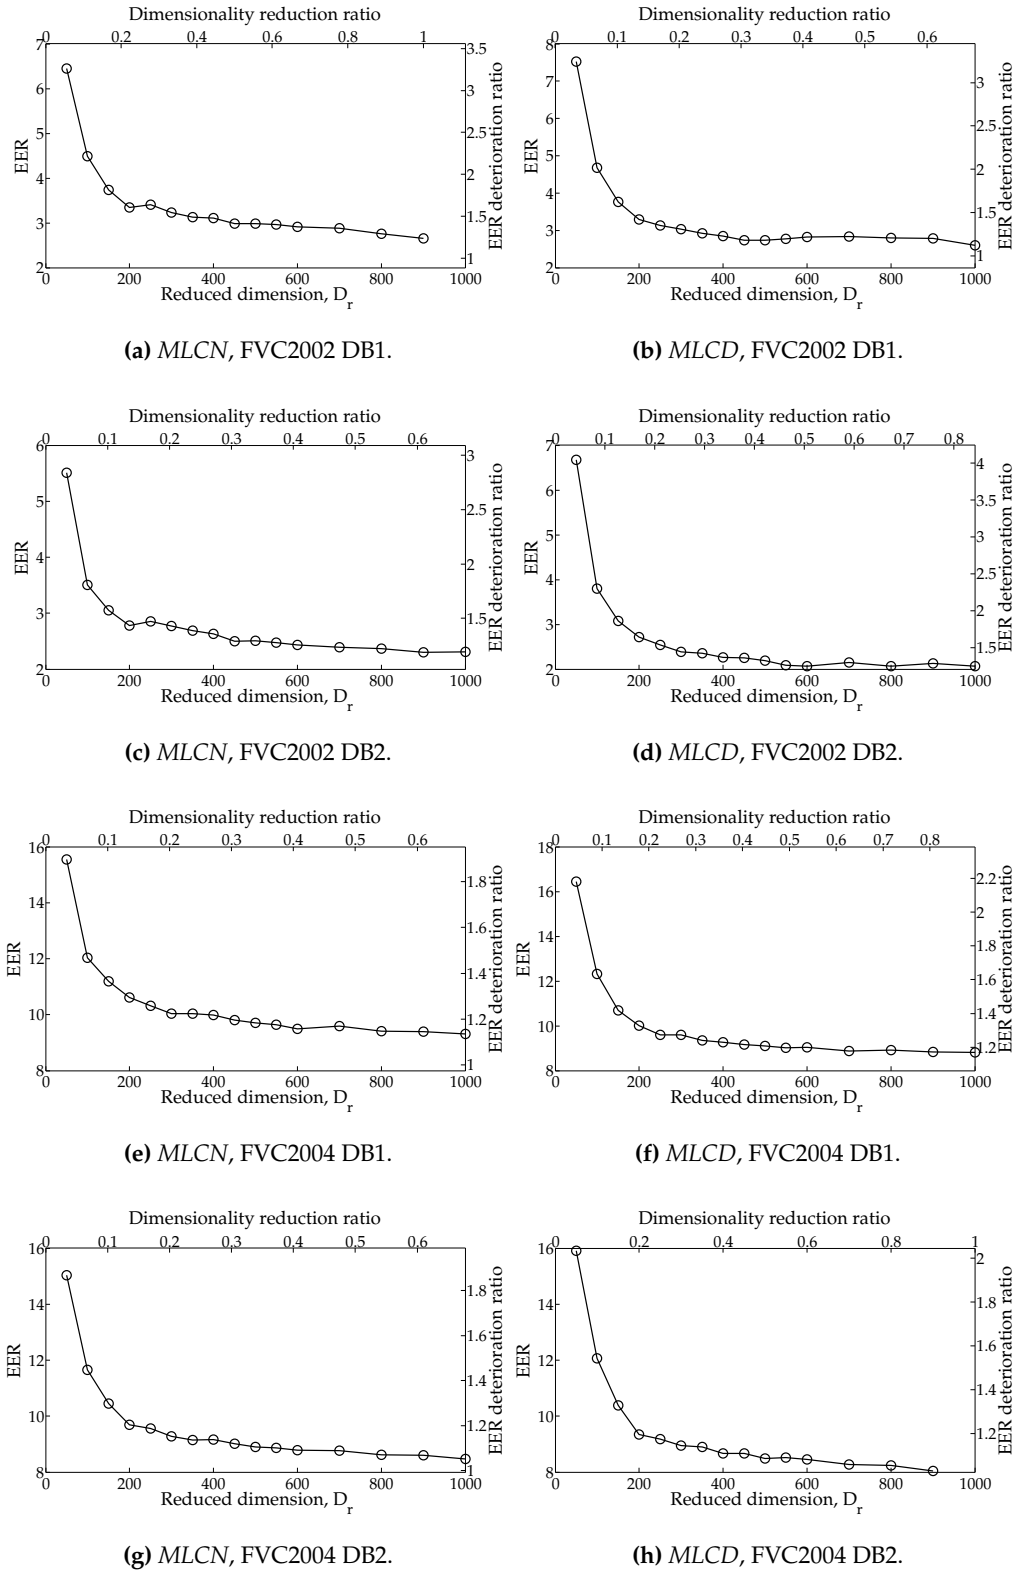 Dimensionality reduction ratio
0 0.2 0.4 0.6 0.8 1
7 6 5 4 3 2
EER
3.5 3 2.5 2 1.5 1
EER deterioration ratio
0 200 400 600 800 1000
Reduced dimension, Dr
(a) MLCN, FVC2002 DB1.
Dimensionality reduction ratio
0 0.1 0.2 0.3 0.4 0.5 0.6
8 7 6 5 4 3 2
EER
3 2.5 2 1.5 1
EER deterioration ratio
0 200 400 600 800 1000
Reduced dimension, Dr
(b) MLCD, FVC2002 DB1.
Dimensionality reduction ratio
0 0.1 0.2 0.3 0.4 0.5 0.6
6 5 4 3 2
EER
3 2.5 2 1.5
EER deterioration ratio
0 200 400 600 800 1000
Reduced dimension, Dr
(c) MLCN, FVC2002 DB2.
Dimensionality reduction ratio
0 0.1 0.2 0.3 0.4 0.5 0.6 0.7 0.8
7 6 5 4 3 2
EER
4 3.5 3 2.5 2 1.5
EER deterioration ratio
0 200 400 600 800 1000
Reduced dimension, Dr
(d) MLCD, FVC2002 DB2.
Dimensionality reduction ratio
0 0.1 0.2 0.3 0.4 0.5 0.6
16 14 12 10 8
EER
1.8 1.6 1.4 1.2 1
EER deterioration ratio
0 200 400 600 800 1000
Reduced dimension, Dr
(e) MLCN, FVC2004 DB1.
Dimensionality reduction ratio
0 0.1 0.2 0.3 0.4 0.5 0.6 0.7 0.8
18 16 14 12 10 8
EER
2.2 2 1.8 1.6 1.4 1.2
EER deterioration ratio
0 200 400 600 800 1000
Reduced dimension, Dr
(f) MLCD, FVC2004 DB1.
Dimensionality reduction ratio
0 0.1 0.2 0.3 0.4 0.5 0.6
16 14 12 10 8
EER
1.8 1.6 1.4 1.2 1
EER deterioration ratio
0 200 400 600 800 1000
Reduced dimension, Dr
(g) MLCN, FVC2004 DB2.
Dimensionality reduction ratio
0 0.2 0.4 0.6 0.8 1
16 14 12 10 8
EER
2 1.8 1.6 1.4 1.2
EER deterioration ratio
0 200 400 600 800 1000
Reduced dimension, Dr
(h) MLCD, FVC2004 DB2.